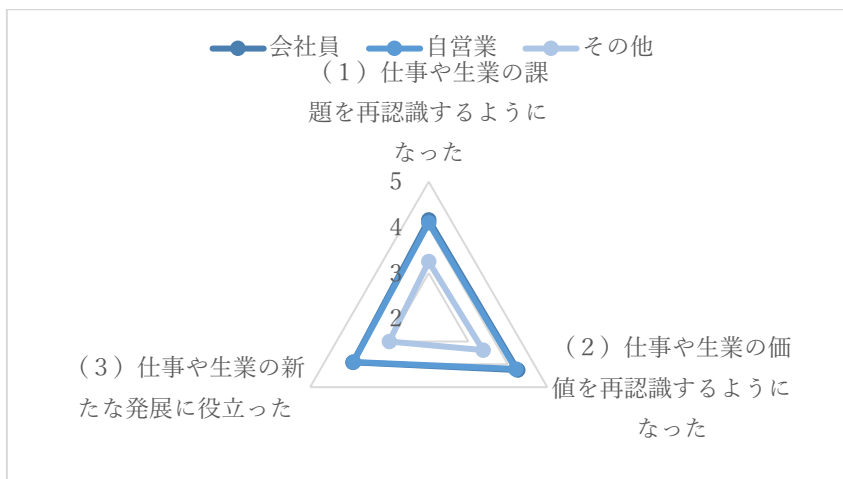 会社員 自営業 その他
（１）仕事や生業の課
題を再認識するように
なった
5
4
3
2
（２）仕事や生業の価
値を再認識するように
なった
（３）仕事や生業の新
たな発展に役立った